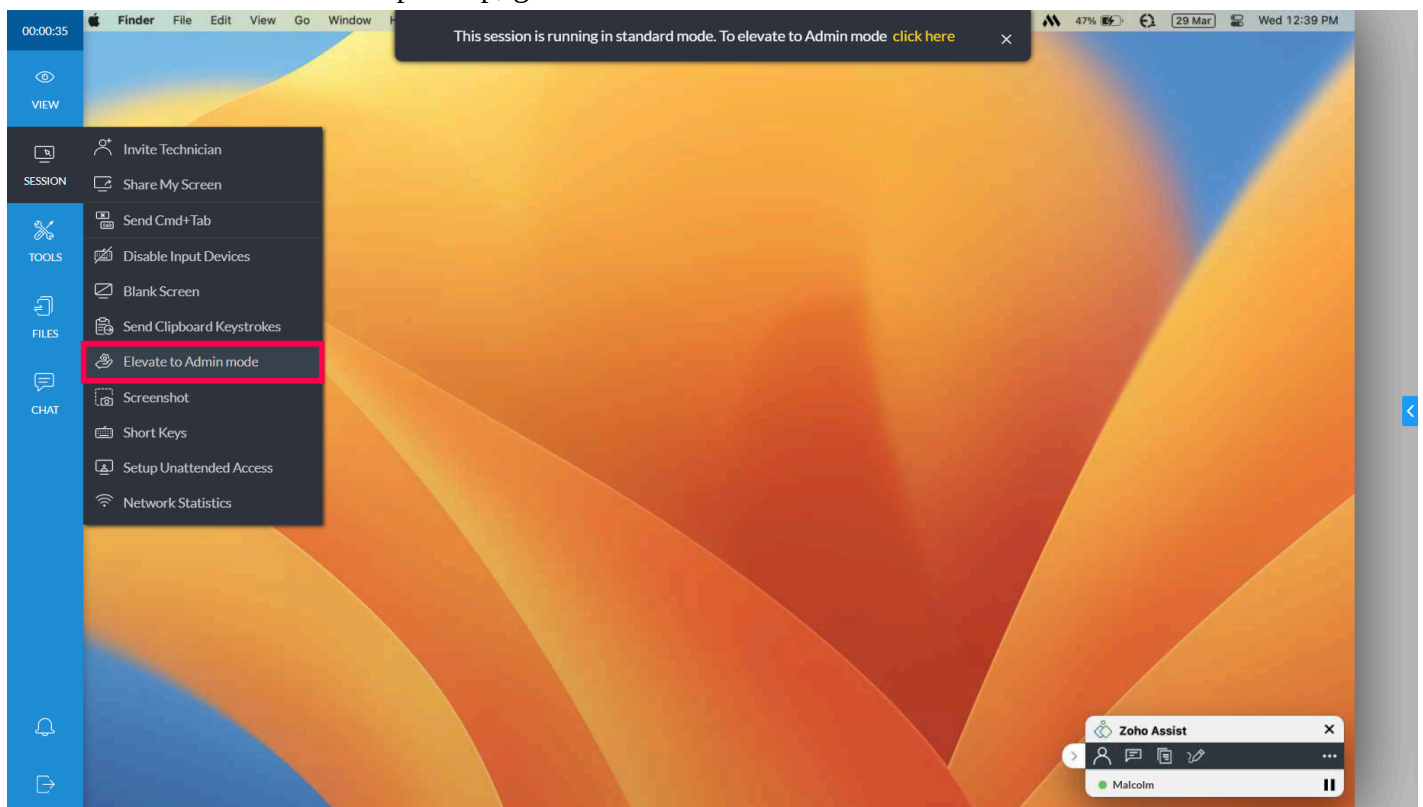 00:00:35
Finder File Edit View Go Window
47% 29 Mar Wed 12:39 PM
This session is running in standard mode. To elevate to Admin mode click here
VIEW
SESSION
TOOLS
FILES
CHAT
Invite Technician
Share My Screen
Send Cmd+Tab
Disable Input Devices
Blank Screen
Send Clipboard Keystrokes
Elevate to Admin mode
Screenshot
Short Keys
Setup Unattended Access
Network Statistics
Zoho Assist
Malcolm